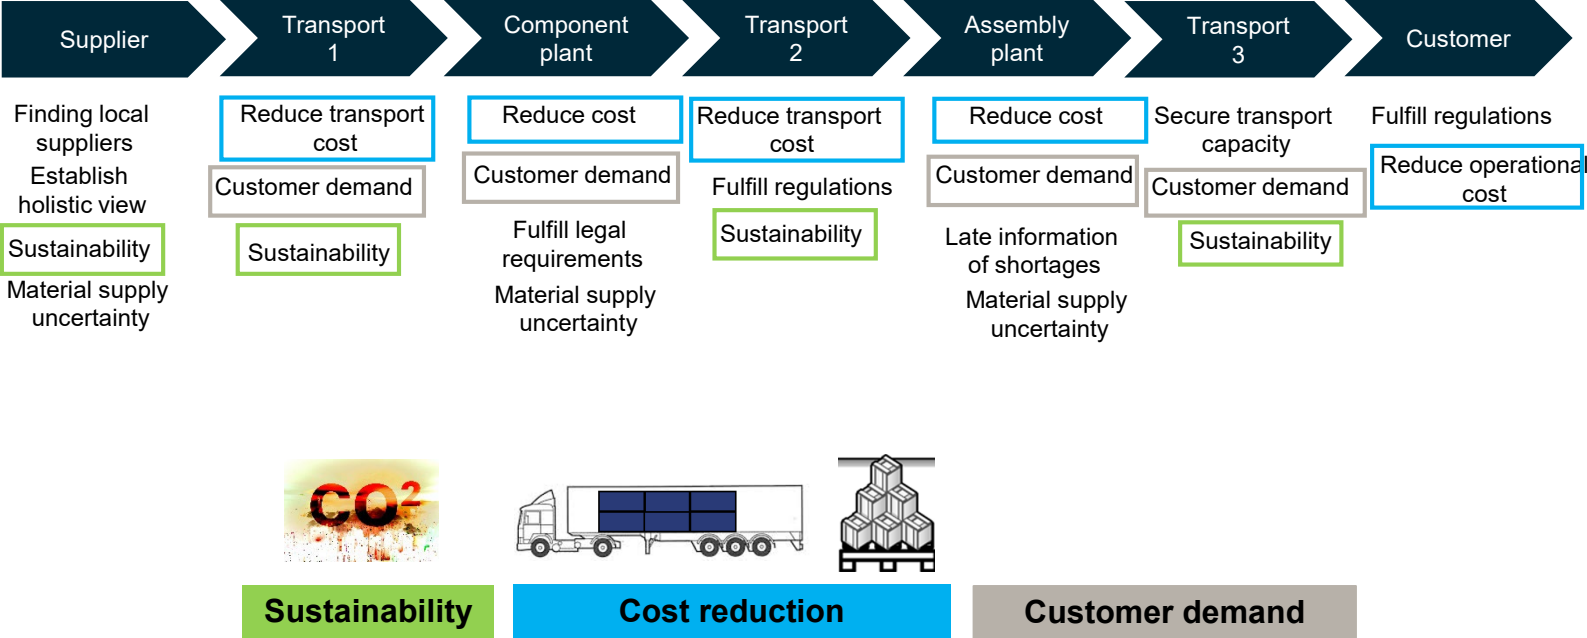 Supplier
Transport
1
Component
plant
Transport
2
Assembly
plant
Transport
3
Customer
Finding local
suppliers
Establish
holistic view
Sustainability
Material supply
uncertainty
Reduce transport
cost
Customer demand
Sustainability
Reduce cost
Customer demand
Fulfill legal
requirements
Material supply
uncertainty
Reduce transport
cost
Fulfill regulations
Sustainability
Reduce cost
Customer demand
Late information
of shortages
Material supply
uncertainty
Secure transport
capacity
Customer demand
Sustainability
Fulfill regulations
Reduce operational
cost
CO²
Sustainability
Cost reduction
Customer demand